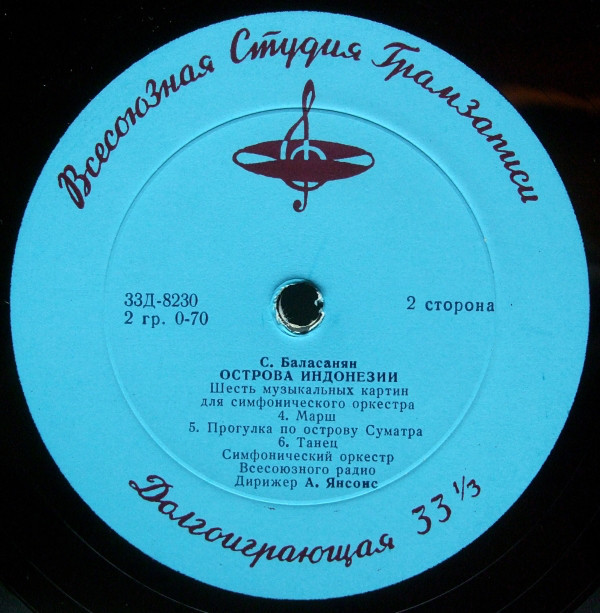 Всесоюзная Студия Грамзаписи
33Д-8230
2 гр. 0-70
2 сторона
С. Баласанян
ОСТРОВА ИНДОНЕЗИИ
Шесть музыкальных картин
для симфонического оркестра
4. Марш
5. Прогулка по острову Суматра
6. Танец
Симфонический оркестр
Всесоюзного радио
Дирижер А. Янсонс
Долгоиграющая 33 1/3